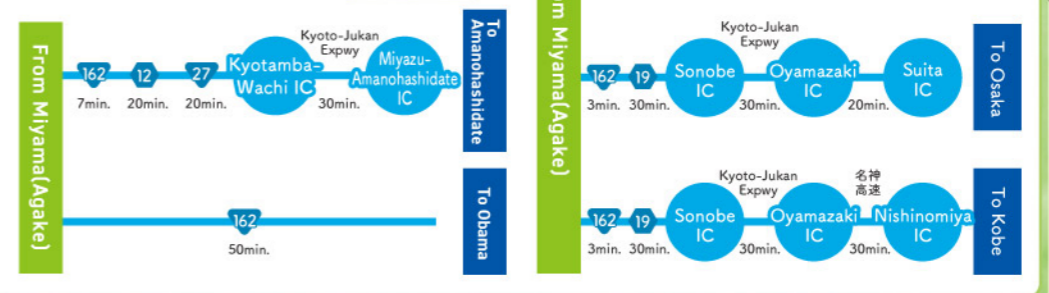 From Miyama(Agake)
162
12
27
7min.
20min.
20min.
Kyotamba-
Wachi IC
Kyoto-Jukan
Expwy
30min.
Miyazu-
Amanohashidate
IC
To
Amanohashidate
162
50min.
To Obama
om Miyama(Agake)
162
19
3min.
30min.
Sonobe
IC
Kyoto-Jukan
Expwy
30min.
Oyamazaki
IC
20min.
Suita
IC
To Osaka
162
19
3min.
30min.
Sonobe
IC
Kyoto-Jukan
Expwy
30min.
Oyamazaki
IC
名神
高速
30min.
Nishinomiya
IC
To Kobe